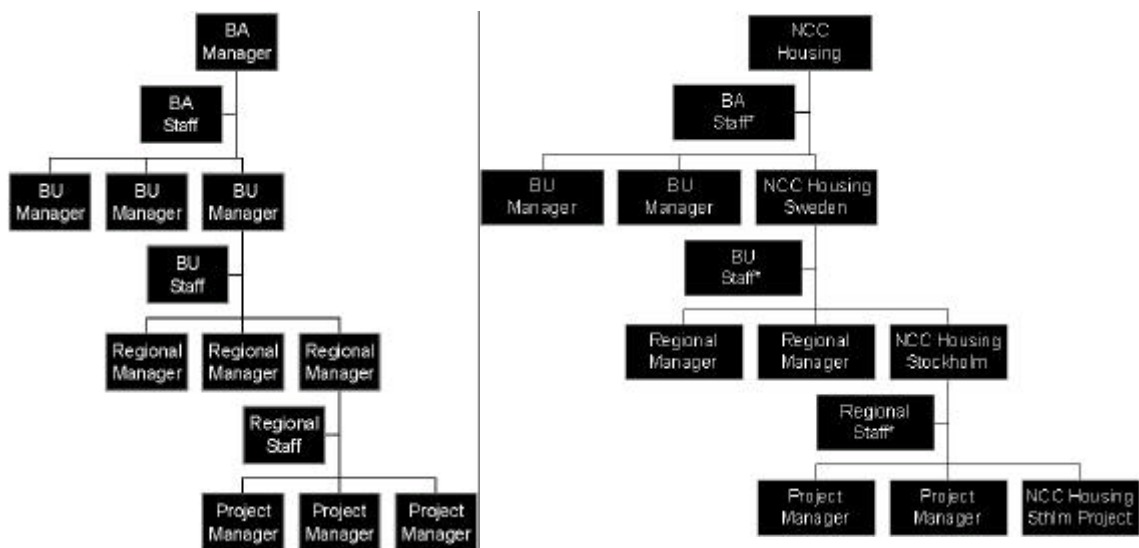 BA
Manager
BA
Staff
BU
Manager
BU
Manager
BU
Manager
BU
Staff
Regional
Manager
Regional
Manager
Regional
Manager
Regional
Staff
Project
Manager
Project
Manager
Project
Manager
NCC
Housing
BA
Staff*
BU
Manager
BU
Manager
NCC Housing
Sweden
BU
Staff*
Regional
Manager
Regional
Manager
NCC Housing
Stockholm
Regional
Staff*
Project
Manager
Project
Manager
NCC Housing
Sthlm Project